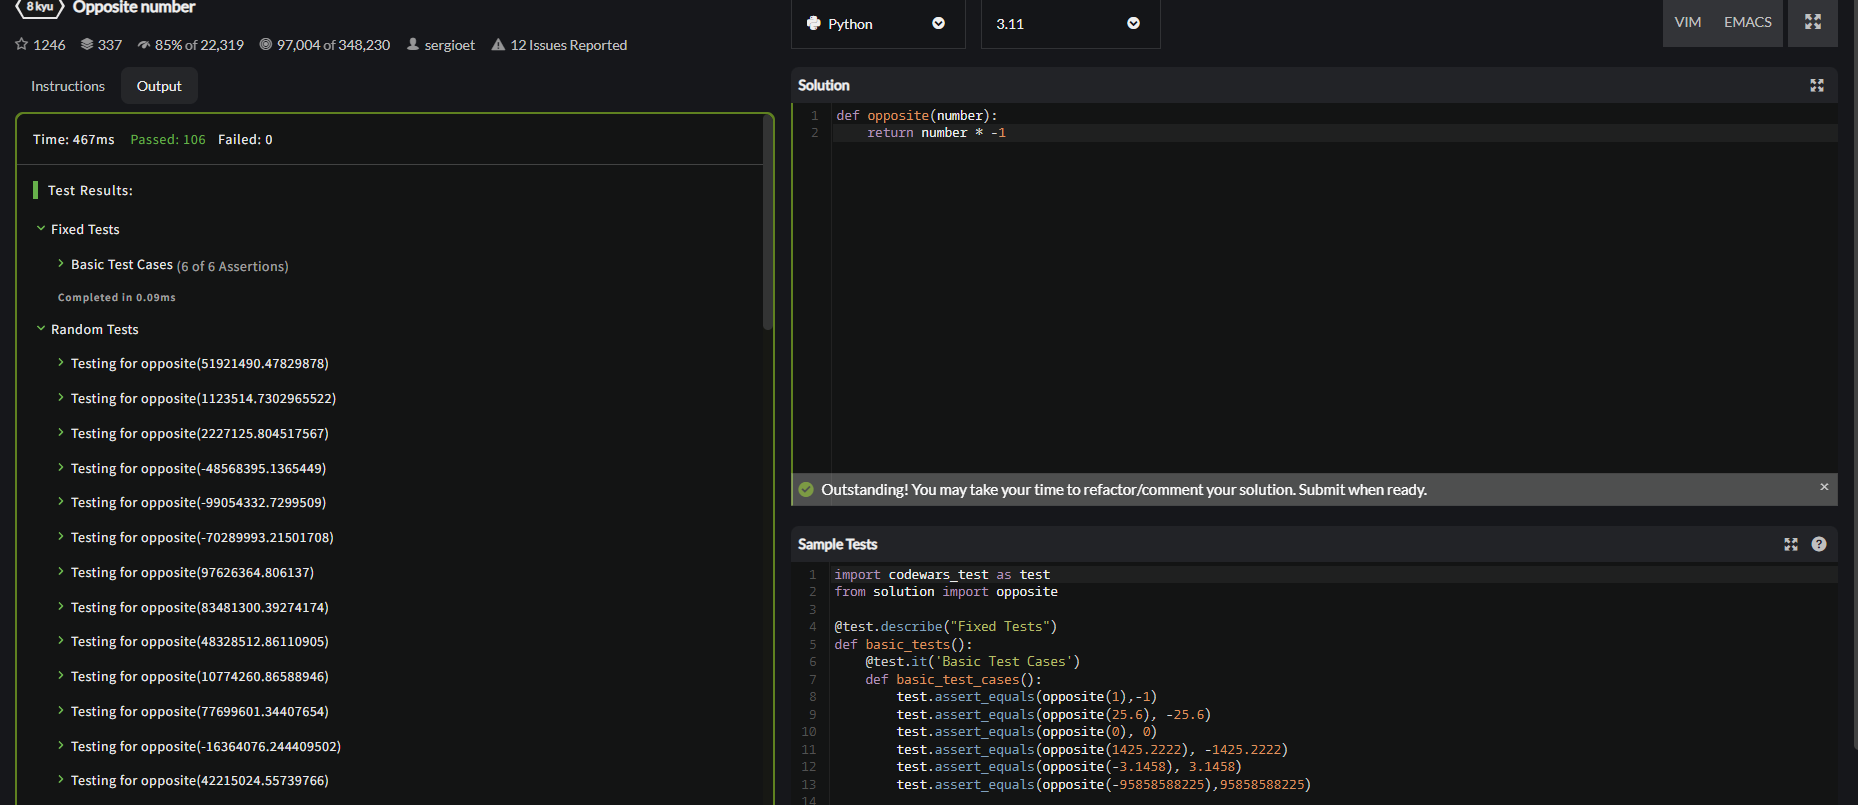 8 kyu Opposite number
1246 337 85% of 22,319 97,004 of 348,230 sergioet 12 Issues Reported
Instructions Output
Time: 467ms Passed: 106 Failed: 0
Test Results:
Fixed Tests
Basic Test Cases (6 of 6 Assertions)
Completed in 0.09ms
Random Tests
Testing for opposite(51921490.47829878)
Testing for opposite(1123514.7302965522)
Testing for opposite(2227125.804517567)
Testing for opposite(-48568395.1365449)
Testing for opposite(-99054332.7299509)
Testing for opposite(-70289993.21501708)
Testing for opposite(97626364.806137)
Testing for opposite(83481300.39274174)
Testing for opposite(48328512.86110905)
Testing for opposite(10774260.86588946)
Testing for opposite(77699601.34407654)
Testing for opposite(-16364076.244409502)
Testing for opposite(42215024.55739766)
Python 3.11 VIM EMACS
Solution
1 def opposite(number):
2     return number * -1
Outstanding! You may take your time to refactor/comment your solution. Submit when ready. ×
Sample Tests ?
1 import codewars_test as test
2 from solution import opposite
3
4 @test.describe("Fixed Tests")
5 def basic_tests():
6     @test.it('Basic Test Cases')
7     def basic_test_cases():
8         test.assert_equals(opposite(1),-1)
9         test.assert_equals(opposite(25.6), -25.6)
10         test.assert_equals(opposite(0), 0)
11         test.assert_equals(opposite(1425.2222), -1425.2222)
12         test.assert_equals(opposite(-3.1458), 3.1458)
13         test.assert_equals(opposite(-95858588225),95858588225)
14